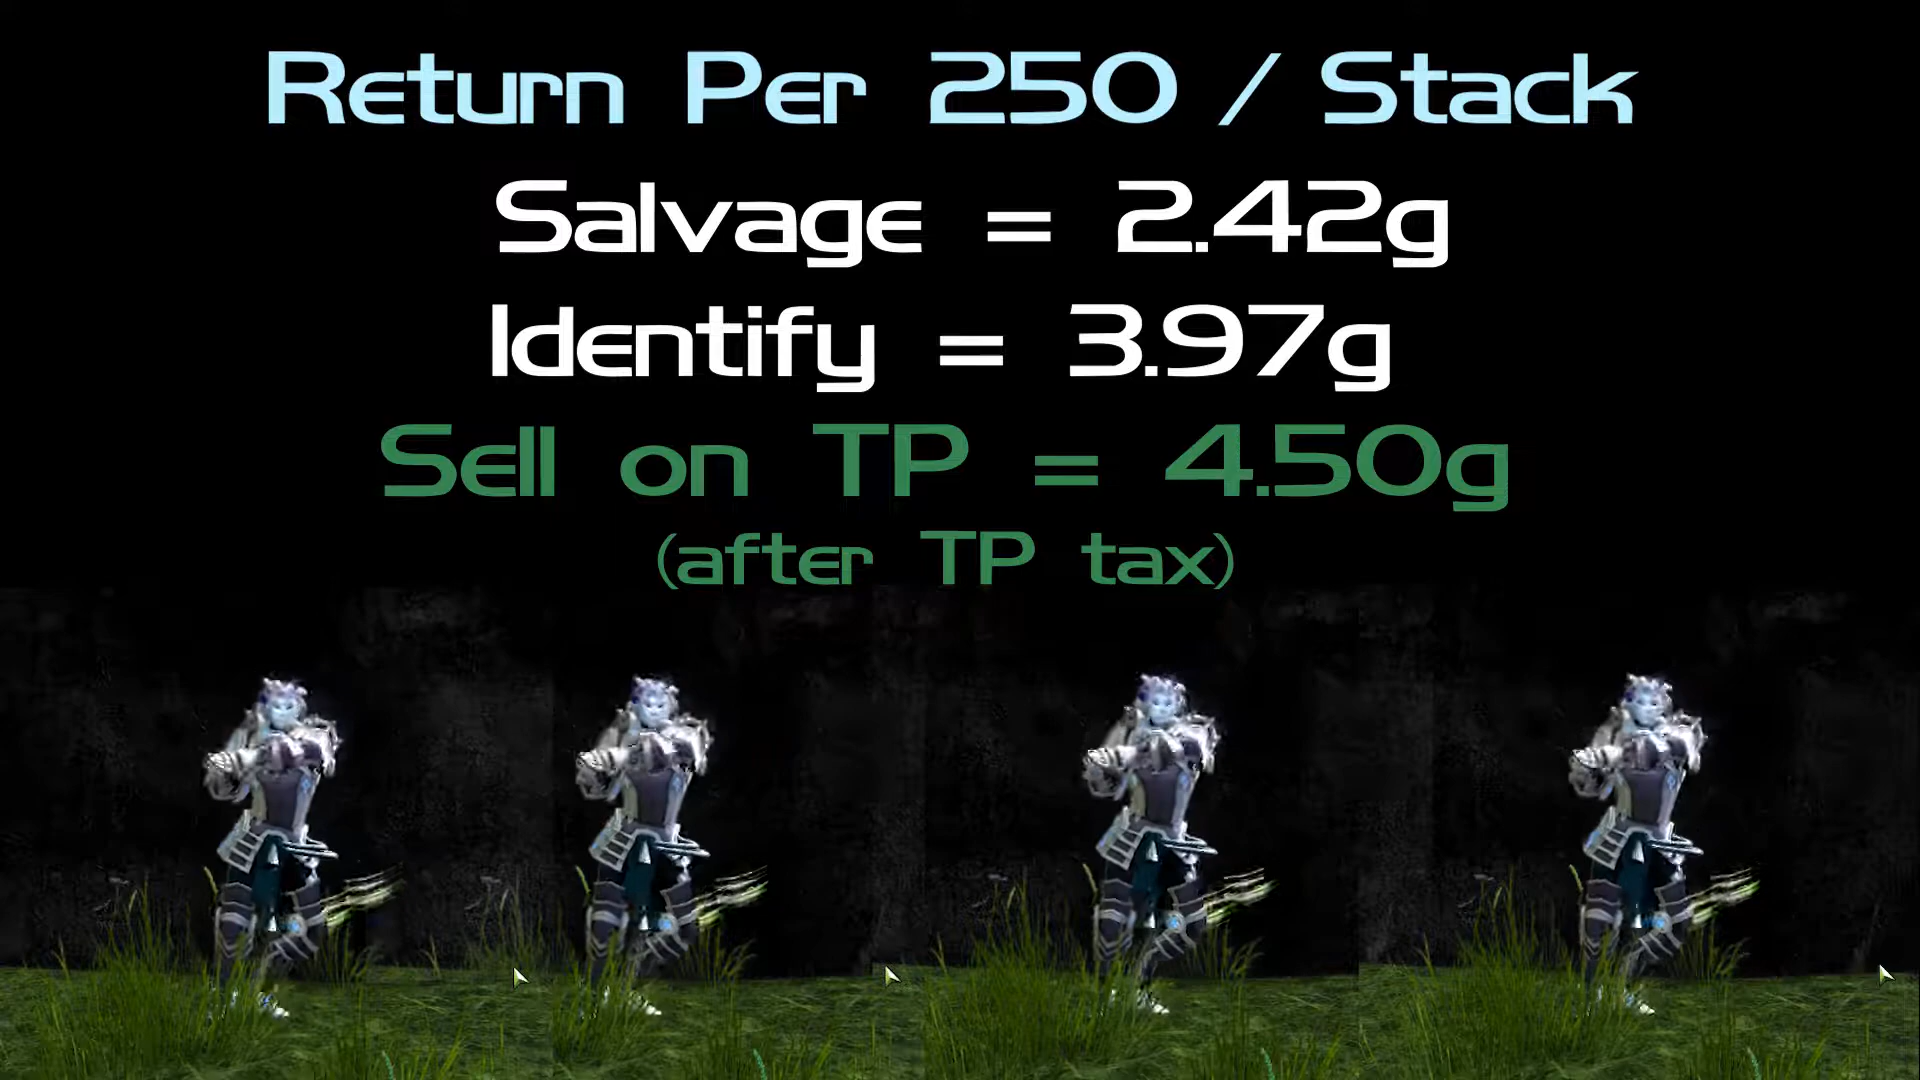 Return Per 250 / Stack
Salvage = 2.42g
Identify = 3.97g
Sell on TP = 4.50g
(after TP tax)